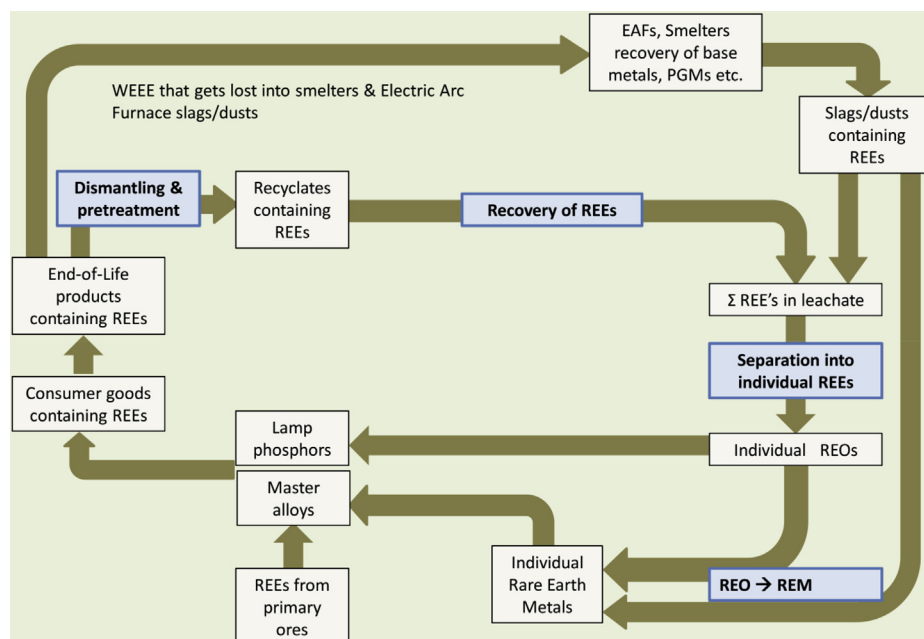 EAFs, Smelters
recovery of base
metals, PGMs etc.
WEEE that gets lost into smelters & Electric Arc
Furnace slags/dusts
Slags/dusts
containing
REEs
Dismantling &
pretreatment
Recyclates
containing
REEs
Recovery of REEs
End-of-Life
products
containing REEs
Σ REE’s in leachate
Separation into
individual REEs
Consumer goods
containing REEs
Lamp
phosphors
Individual REOs
Master
alloys
Individual
Rare Earth
Metals
REO → REM
REEs from
primary
ores